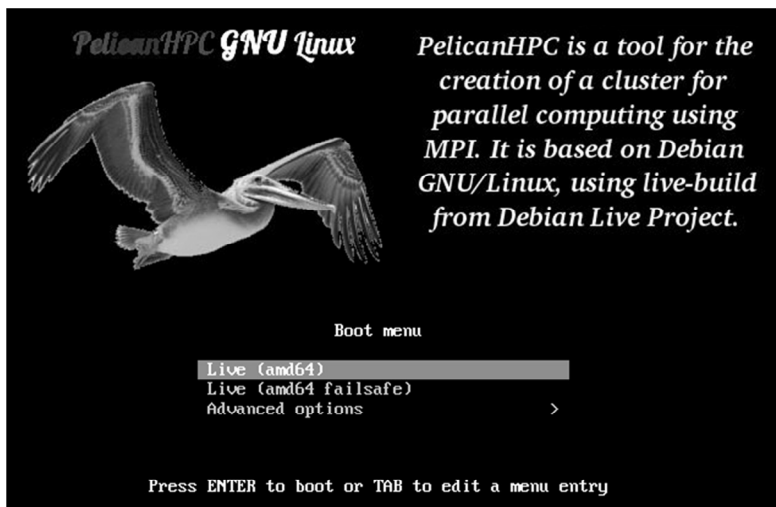 PelicanHPC GNU Linux
PelicanHPC is a tool for the
creation of a cluster for
parallel computing using
MPI. It is based on Debian
GNU/Linux, using live-build
from Debian Live Project.
Boot menu
Live (amd64)
Live (amd64 failsafe)
Advanced options >
Press ENTER to boot or TAB to edit a menu entry